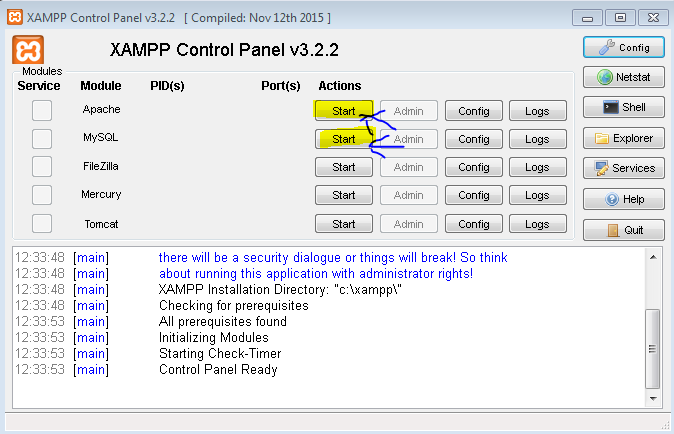 XAMPP Control Panel v3.2.2 [ Compiled: Nov 12th 2015 ]
XAMPP Control Panel v3.2.2
Config
Modules
Service Module PID(s) Port(s) Actions
Netstat
Apache Start Admin Config Logs
Shell
MySQL Start Admin Config Logs
Explorer
FileZilla Start Admin Config Logs
Services
Mercury Start Admin Config Logs
Help
Tomcat Start Admin Config Logs
Quit
12:33:48 [main] there will be a security dialogue or things will break! So think
12:33:48 [main] about running this application with administrator rights!
12:33:48 [main] XAMPP Installation Directory: "c:\xampp\"
12:33:48 [main] Checking for prerequisites
12:33:53 [main] All prerequisites found
12:33:53 [main] Initializing Modules
12:33:53 [main] Starting Check-Timer
12:33:53 [main] Control Panel Ready